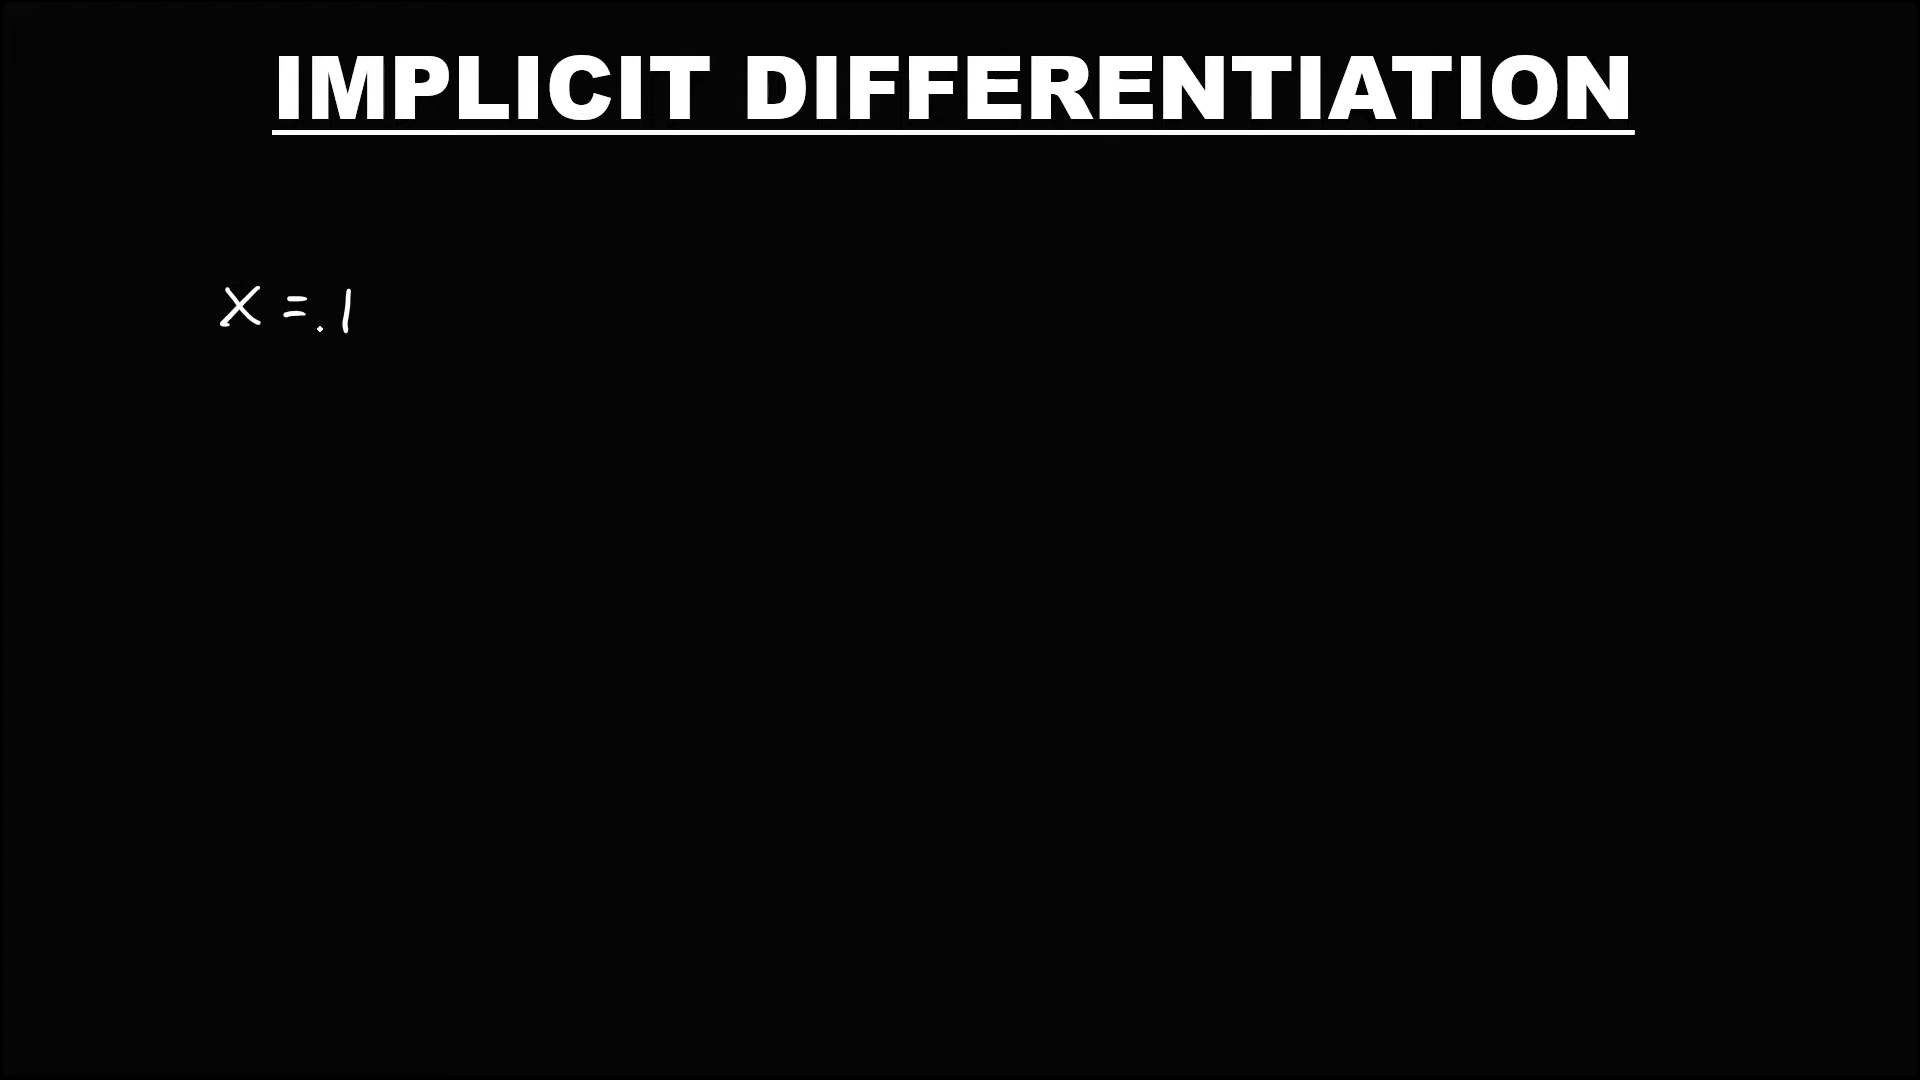 IMPLICIT DIFFERENTIATION
x = 1